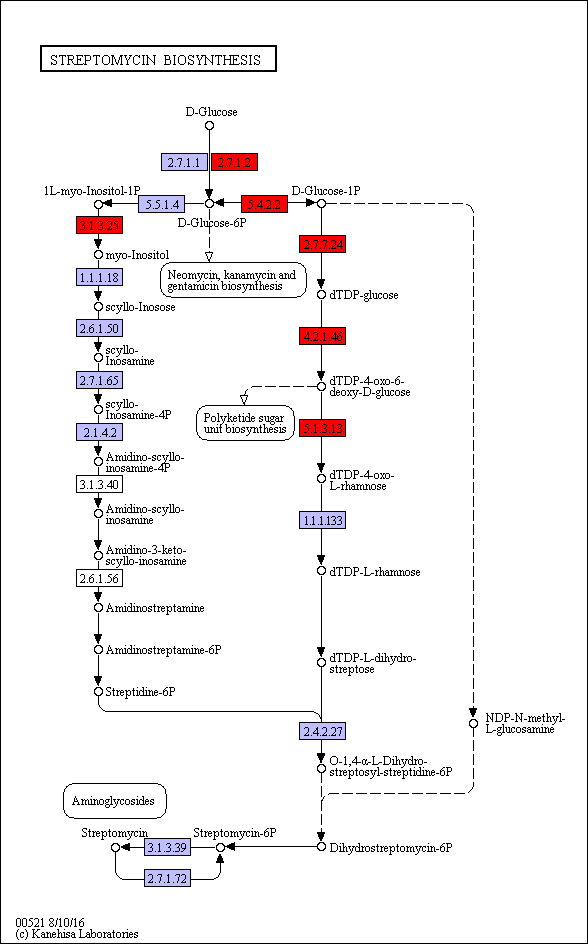 STREPTOMYCIN BIOSYNTHESIS
D-Glucose
2.7.1.1
2.7.1.2
1L-myo-Inositol-1P
5.5.1.4
5.4.2.2
D-Glucose-1P
D-Glucose-6P
3.1.3.25
2.7.7.24
myo-Inositol
Neomycin, kanamycin and
gentamicin biosynthesis
1.1.1.18
dTDP-glucose
scyllo-Inosose
2.6.1.50
4.2.1.46
scyllo-
Inosamine
2.7.1.65
dTDP-4-oxo-6-
deoxy-D-glucose
scyllo-
Inosamine-4P
Polyketide sugar
unit biosynthesis
2.1.4.2
5.1.3.13
Amidino-scyllo-
inosamine-4P
3.1.3.40
dTDP-4-oxo-
L-rhamnose
Amidino-scyllo-
inosamine
1.1.1.133
Amidino-3-keto-
scyllo-inosamine
2.6.1.56
dTDP-L-rhamnose
Amidinostreptamine
Amidinostreptamine-6P
dTDP-L-dihydro-
streptose
Streptidine-6P
NDP-N-methyl-
L-glucosamine
2.4.2.27
O-1,4-α-L-Dihydro-
streptosyl-streptidine-6P
Aminoglycosides
Streptomycin
Streptomycin-6P
3.1.3.39
Dihydrostreptomycin-6P
2.7.1.72
00521 8/10/16
(c) Kanehisa Laboratories